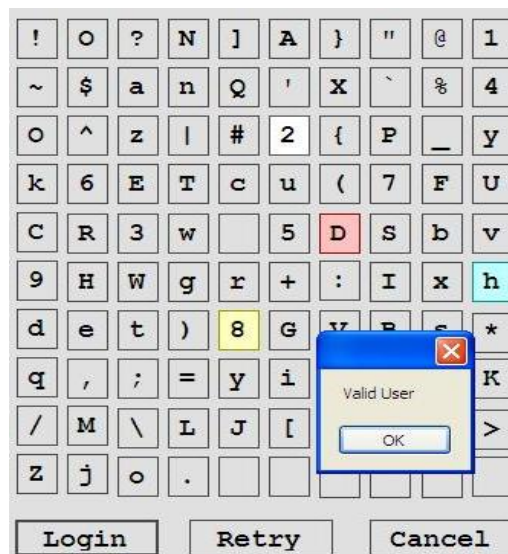 ! O ? N ] A } " @ 1
~ $ a n Q ' X ` % 4
O ^ z | # 2 { P _ y
k 6 E T c u ( 7 F U
C R 3 w 5 D S b v
9 H W g r + : I x h
d e t ) 8 G V B s *
q , ; = y i K
/ M \ L J [ >
Z j o .
Valid User
OK
Login Retry Cancel